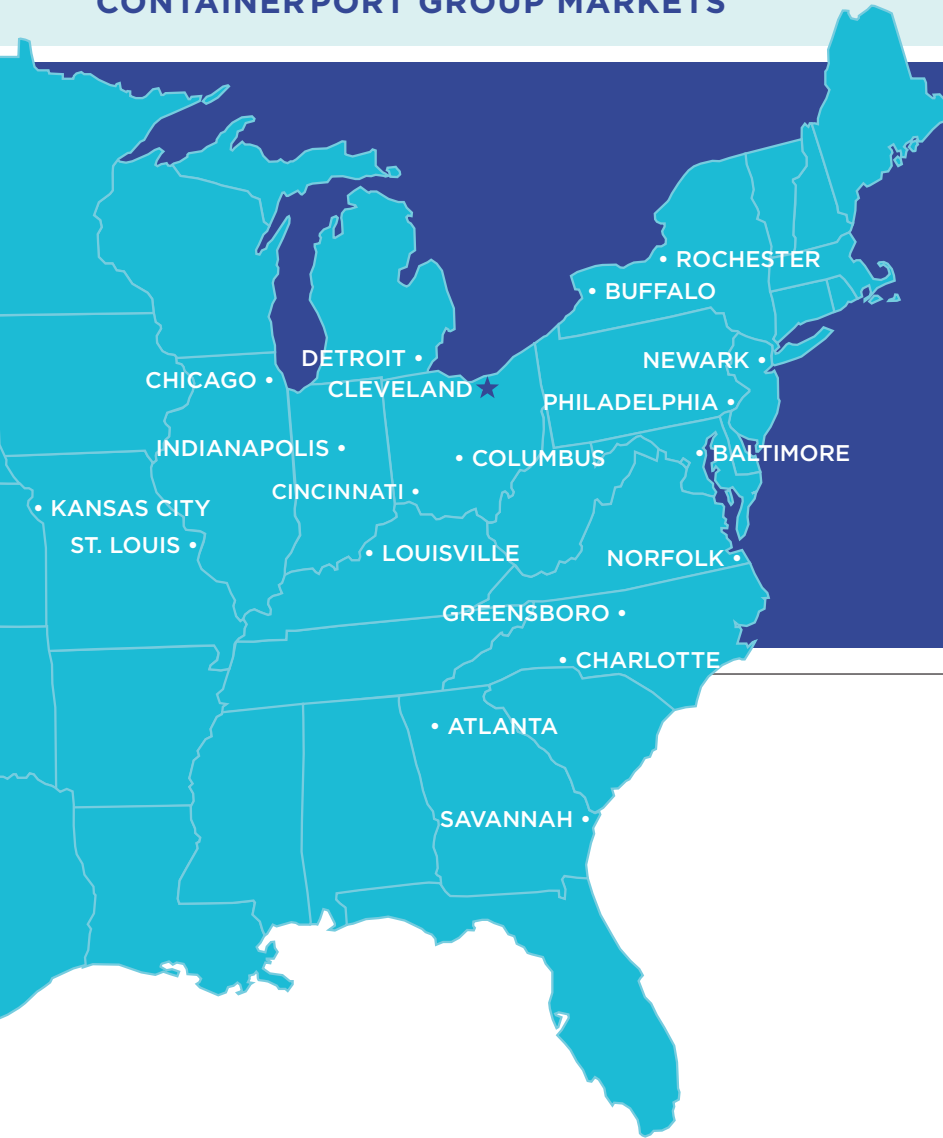 CONTAINERPORT GROUP MARKETS
• ROCHESTER
• BUFFALO
DETROIT •
NEWARK •
CHICAGO •
CLEVELAND ★
PHILADELPHIA •
INDIANAPOLIS •
• COLUMBUS
• BALTIMORE
CINCINNATI •
• KANSAS CITY
ST. LOUIS •
• LOUISVILLE
NORFOLK •
GREENSBORO •
• CHARLOTTE
• ATLANTA
SAVANNAH •